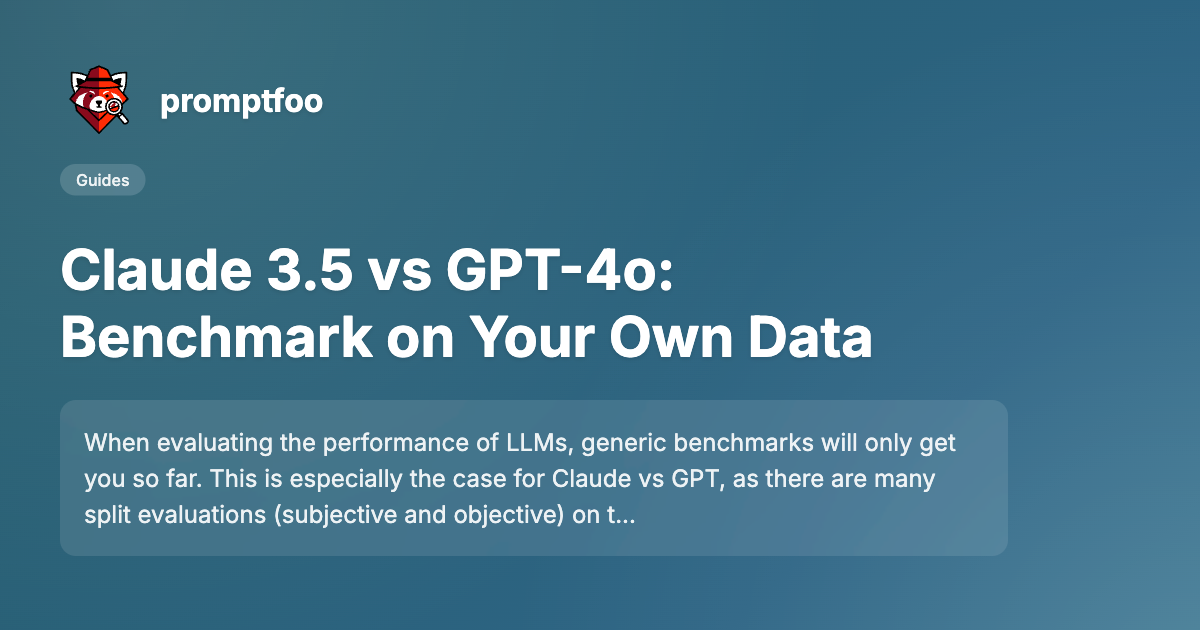 promptfoo
Guides
Claude 3.5 vs GPT-4o:
Benchmark on Your Own Data
When evaluating the performance of LLMs, generic benchmarks will only get
you so far. This is especially the case for Claude vs GPT, as there are many
split evaluations (subjective and objective) on t...